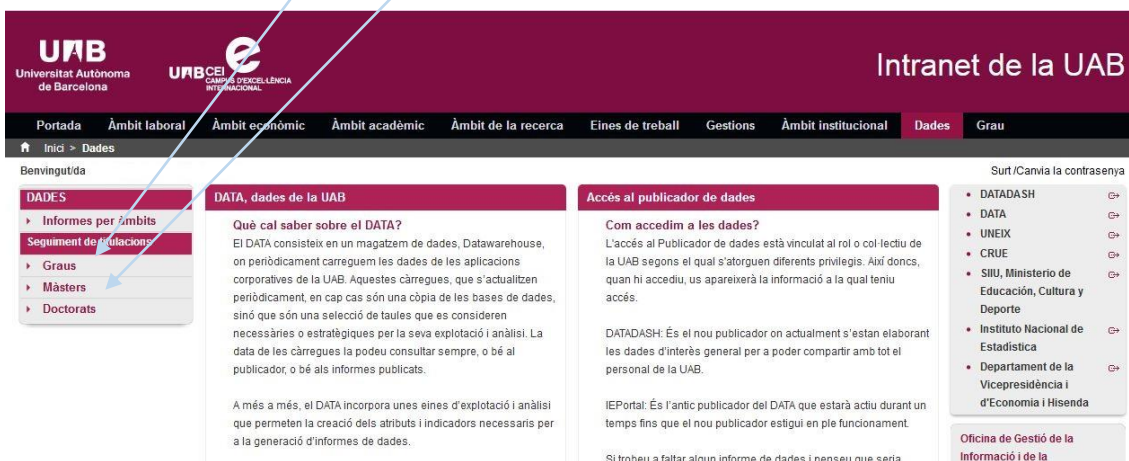 UAB
Universitat Autònoma
de Barcelona
UABCEI
CAMPUS D'EXCEL·LÈNCIA
INTERNACIONAL
Intranet de la UAB
Portada Àmbit laboral Àmbit econòmic Àmbit acadèmic Àmbit de la recerca Eines de treball Gestions Àmbit institucional Dades Grau
Inici > Dades
Benvingut/da
Surt /Canvia la contrasenya
DADES
Informes per àmbits
Seguiment de titulacions
Graus
Màsters
Doctorats
DATA, dades de la UAB
Què cal saber sobre el DATA?
El DATA consisteix en un magatzem de dades, Datawarehouse,
on periòdicament carreguem les dades de les aplicacions
corporatives de la UAB. Aquestes càrregues, que s'actualitzen
periòdicament, en cap cas són una còpia de les bases de dades,
sinó que són una selecció de taules que es consideren
necessàries o estratègiques per la seva explotació i anàlisi. La
data de les càrregues la podeu consultar sempre, o bé al
publicador, o bé als informes publicats.
A més a més, el DATA incorpora unes eines d'explotació i anàlisi
que permeten la creació dels atributs i indicadors necessaris per
a la generació d'informes de dades.
Accés al publicador de dades
Com accedim a les dades?
L'accés al Publicador de dades està vinculat al rol o col·lectiu de
la UAB segons el qual s'atorguen diferents privilegis. Així doncs,
quan hi accediu, us apareixerà la informació a la qual teniu
accés.
DATADASH: És el nou publicador on actualment s'estan elaborant
les dades d'interès general per a poder compartir amb tot el
personal de la UAB.
IEPortal: És l'antic publicador del DATA que estarà actiu durant un
temps fins que el nou publicador estigui en ple funcionament.
Si trobeu a faltar algun informe de dades i penseu que seria
DATADASH
DATA
UNEIX
CRUE
SIIU, Ministerio de
Educación, Cultura y
Deporte
Instituto Nacional de
Estadística
Departament de la
Vicepresidència i
d'Economia i Hisenda
Oficina de Gestió de la
Informació i de la